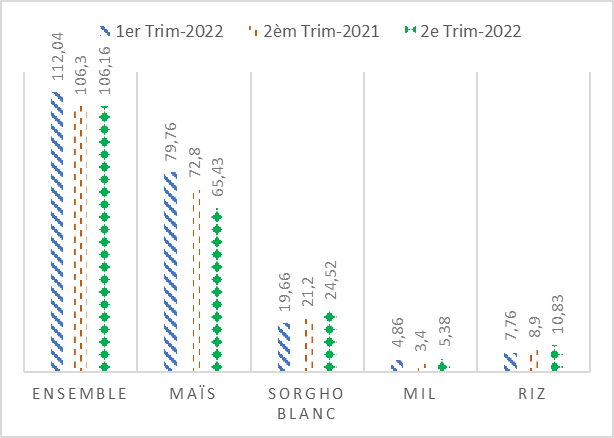 1er Trim-2022 2èm Trim-2021 2e Trim-2022
112,04 106,3 106,16
79,76 72,8 65,43
19,66 21,2 24,52
4,86 3,4 5,38
7,76 8,9 10,83
ENSEMBLE MAÏS SORGHO BLANC MIL RIZ